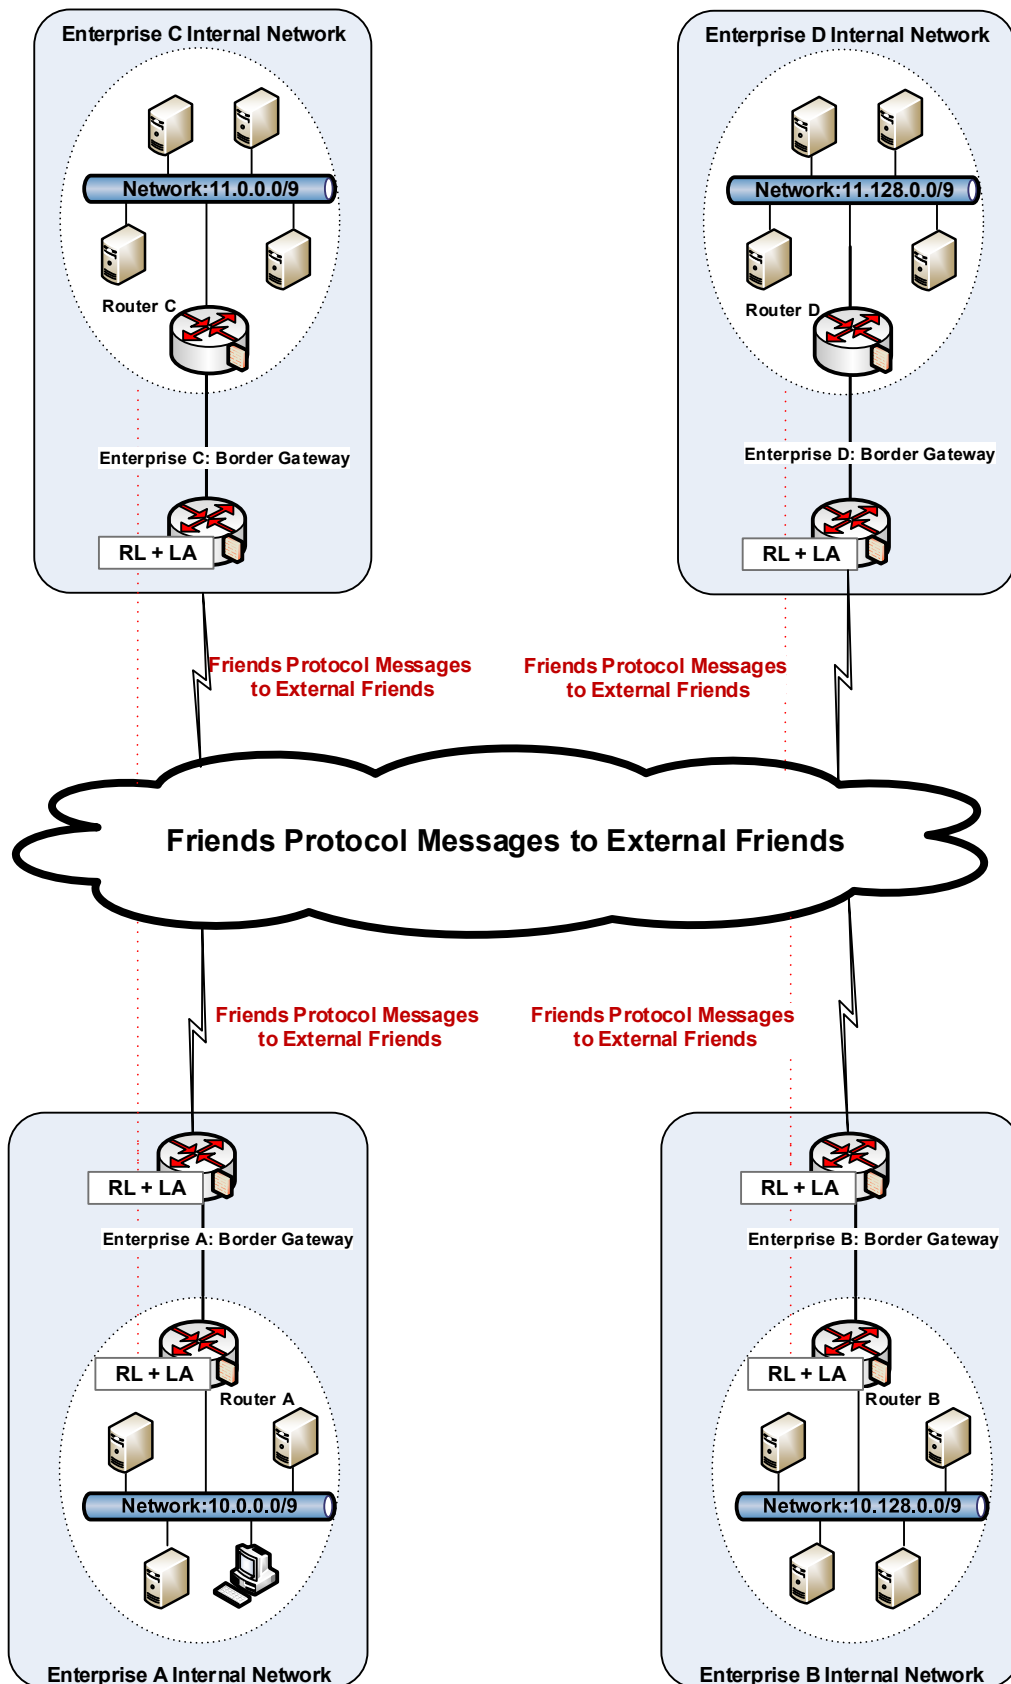 Enterprise C Internal Network
Enterprise D Internal Network
Network:11.0.0.0/9
Network:11.128.0.0/9
Router C
Router D
Enterprise C: Border Gateway
Enterprise D: Border Gateway
RL + LA
RL + LA
Friends Protocol Messages
to External Friends
Friends Protocol Messages
to External Friends
Friends Protocol Messages to External Friends
Friends Protocol Messages
to External Friends
Friends Protocol Messages
to External Friends
RL + LA
RL + LA
Enterprise A: Border Gateway
Enterprise B: Border Gateway
RL + LA
RL + LA
Router A
Router B
Network:10.0.0.0/9
Network:10.128.0.0/9
Enterprise A Internal Network
Enterprise B Internal Network